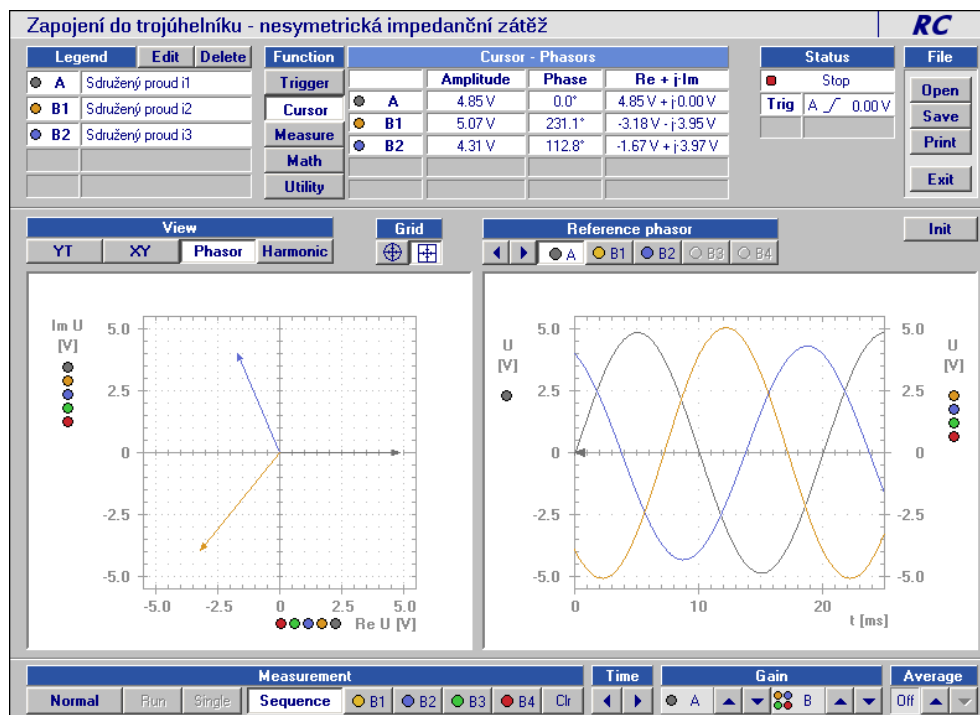 Zapojení do trojúhelníku - nesymetrická impedanční zátěž RC
Legend Edit Delete Function Cursor - Phasors Status File
A Sdružený proud i1
B1 Sdružený proud i2
B2 Sdružený proud i3
Trigger
Cursor
Measure
Math
Utility
Amplitude Phase Re + j·Im
A 4.85 V 0.0° 4.85 V + j·0.00 V
B1 5.07 V 231.1° -3.18 V - j·3.95 V
B2 4.31 V 112.8° -1.67 V + j·3.97 V
Stop
Trig A 0.00 V
Open
Save
Print
Exit
View Grid Reference phasor Init
YT XY Phasor Harmonic A B1 B2 B3 B4
Im U
[V]
5.0
2.5
0
-2.5
-5.0
-5.0 -2.5 0 2.5 5.0
Re U [V]
U
[V]
5.0
2.5
0
-2.5
-5.0
0 10 20
t [ms]
5.0
2.5
0
-2.5
-5.0
U
[V]
Measurement Time Gain Average
Normal Run Single Sequence B1 B2 B3 B4 Clr A B Off